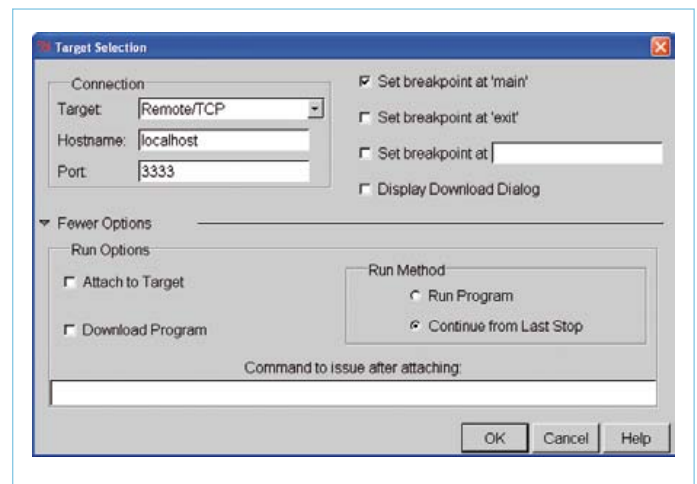 Target Selection
Connection
Target:
Remote/TCP
Hostname:
localhost
Port:
3333
Set breakpoint at 'main'
Set breakpoint at 'exit'
Set breakpoint at
Display Download Dialog
Fewer Options
Run Options
Attach to Target
Download Program
Run Method
Run Program
Continue from Last Stop
Command to issue after attaching:
OK
Cancel
Help